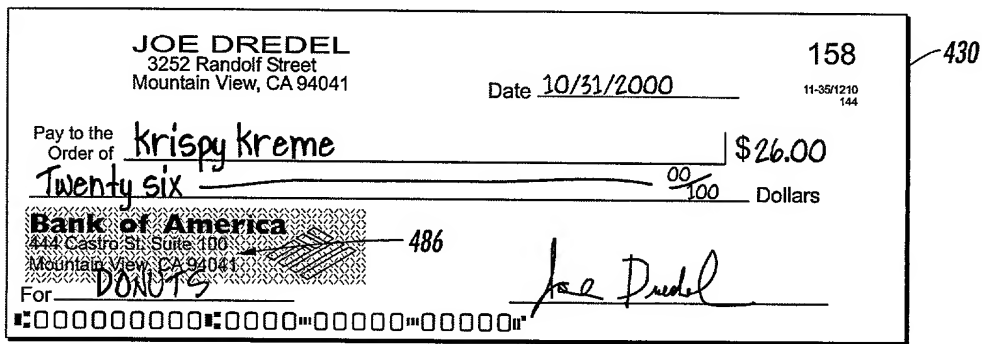 JOE DREDEL
3252 Randolf Street
Mountain View, CA 94041
158
430
11-35/1210
144
Date 10/31/2000
Pay to the
Order of Krispy Kreme $26.00
Twenty six 00/100 Dollars
Bank of America
444 Castro St, Suite 100
Mountain View, CA 94041
486
For DONUTS
Joe Dredel
⑆000000000⑆0000⑈00000⑈00000⑈